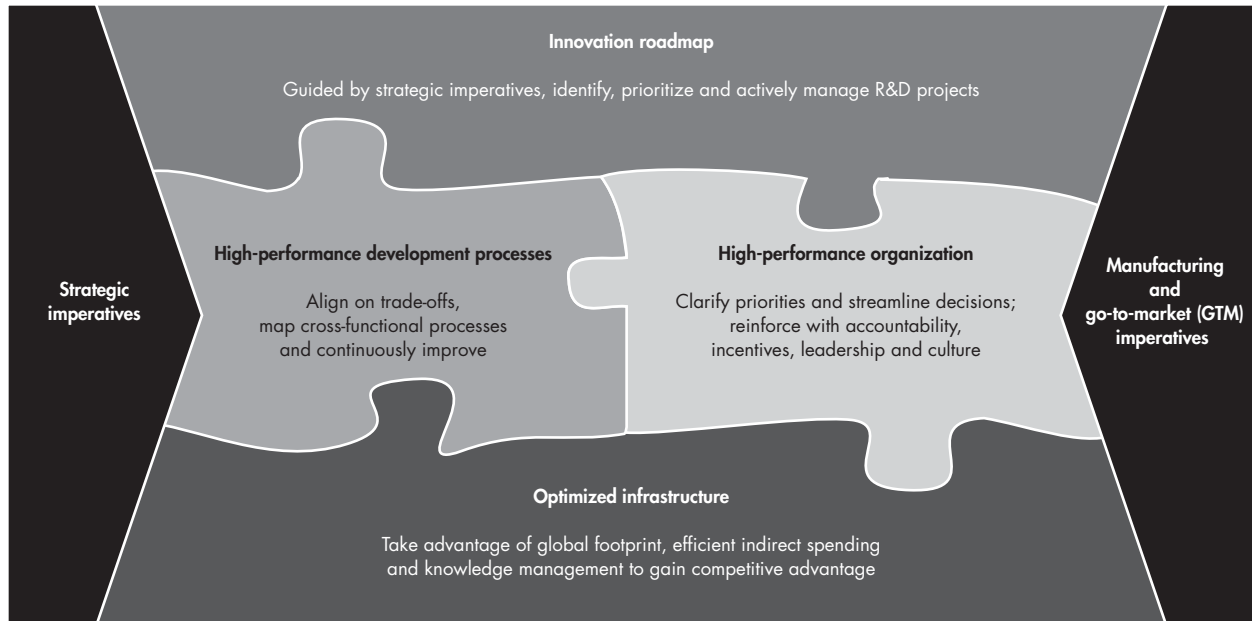 Innovation roadmap
Guided by strategic imperatives, identify, prioritize and actively manage R&D projects
Strategic
imperatives
High-performance development processes
Align on trade-offs,
map cross-functional processes
and continuously improve
High-performance organization
Clarify priorities and streamline decisions;
reinforce with accountability,
incentives, leadership and culture
Manufacturing
and
go-to-market (GTM)
imperatives
Optimized infrastructure
Take advantage of global footprint, efficient indirect spending
and knowledge management to gain competitive advantage